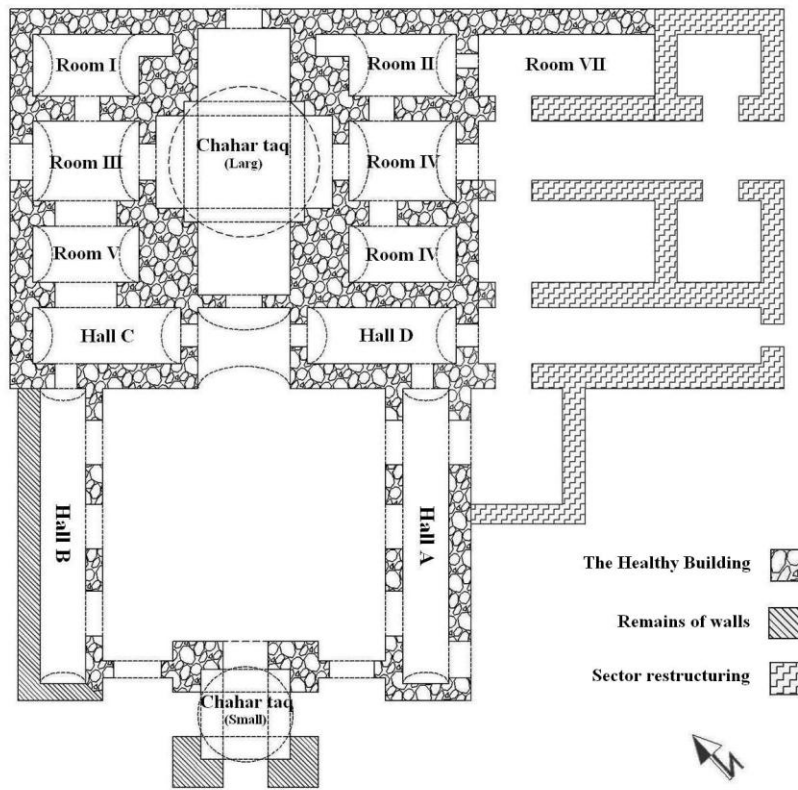 Room I
Room II
Room VII
Chahar taq
(Larg)
Room III
Room IV
Room V
Room IV
Hall C
Hall D
Hall B
Hall A
The Healthy Building
Remains of walls
Sector restructuring
Chahar taq
(Small)
N